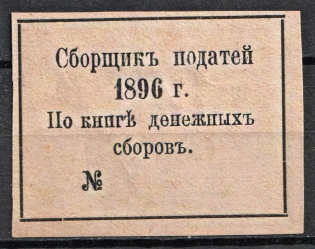 Сборщикъ податей
1896 г.
По книгѣ денежныхъ
сборовъ.
№